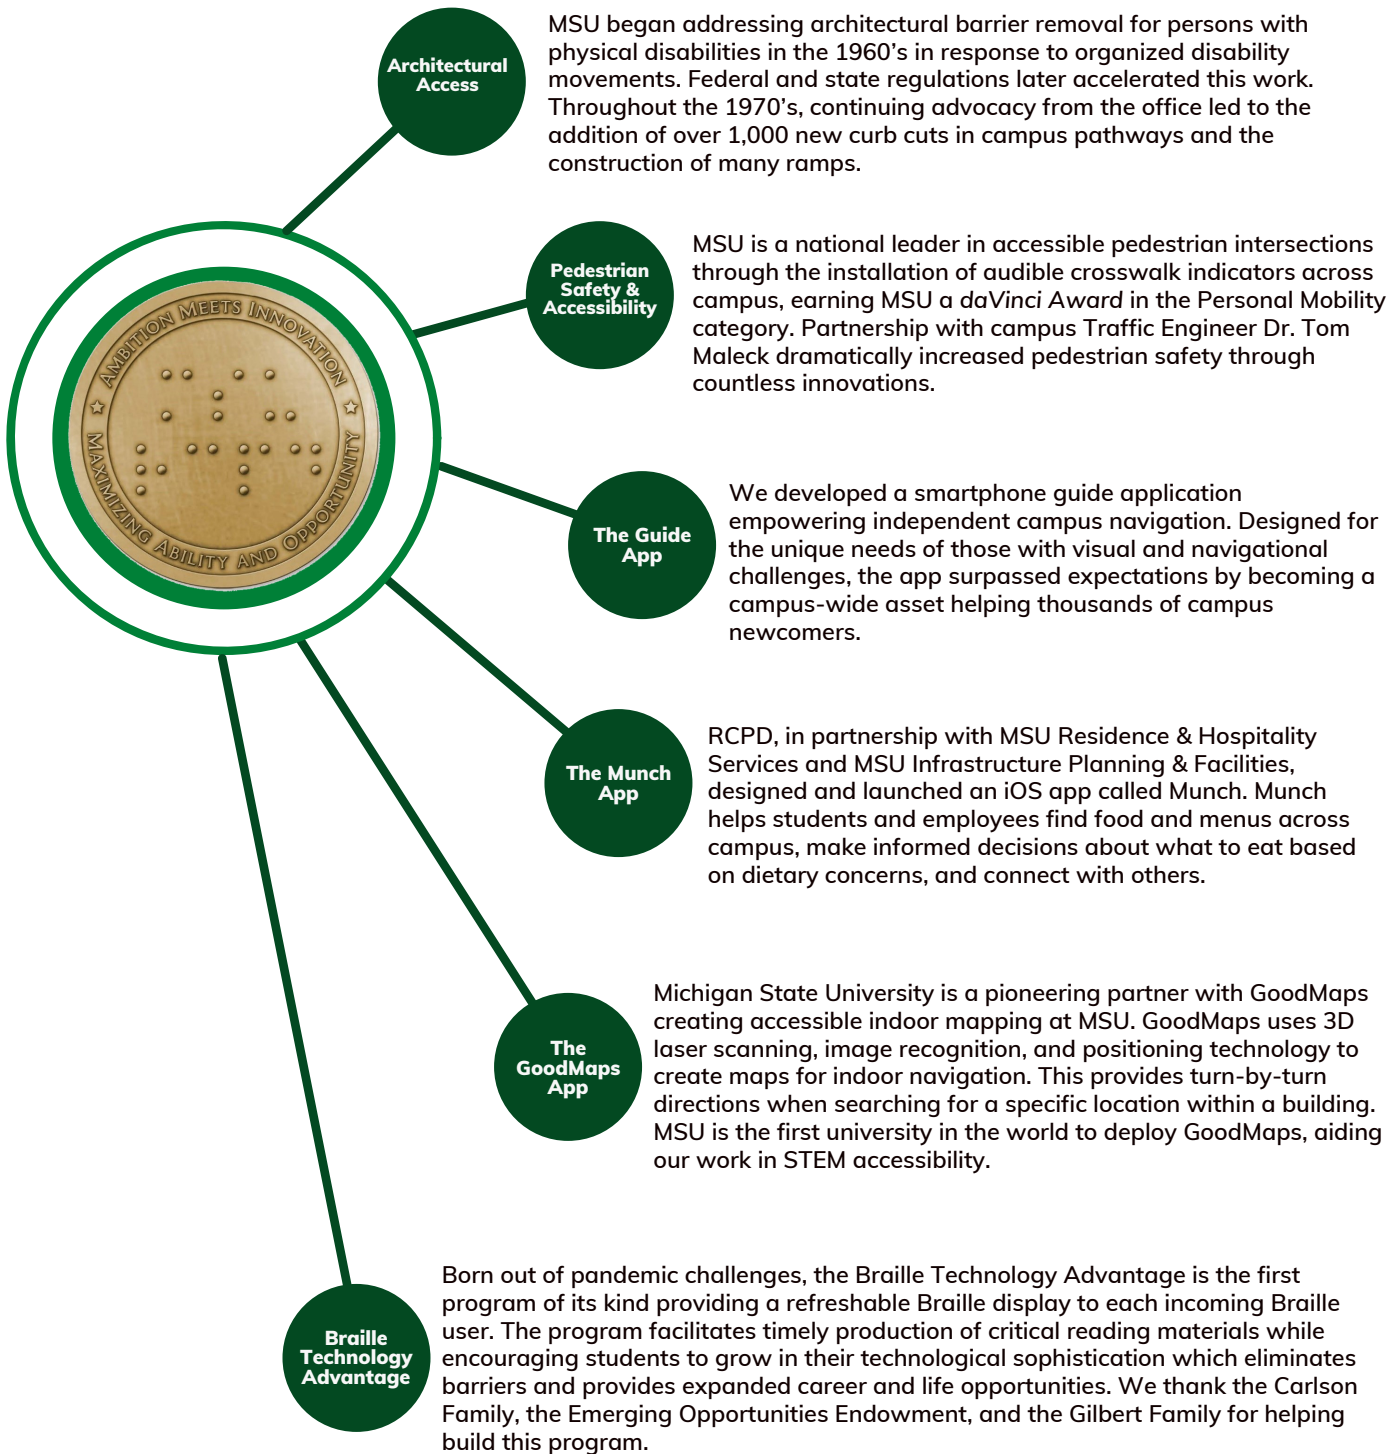 Architectural
Access
MSU began addressing architectural barrier removal for persons with
physical disabilities in the 1960's in response to organized disability
movements. Federal and state regulations later accelerated this work.
Throughout the 1970's, continuing advocacy from the office led to the
addition of over 1,000 new curb cuts in campus pathways and the
construction of many ramps.
AMBITION MEETS INNOVATION
MAXIMIZING ABILITY AND OPPORTUNITY
Pedestrian
Safety &
Accessibility
MSU is a national leader in accessible pedestrian intersections
through the installation of audible crosswalk indicators across
campus, earning MSU a daVinci Award in the Personal Mobility
category. Partnership with campus Traffic Engineer Dr. Tom
Maleck dramatically increased pedestrian safety through
countless innovations.
The Guide
App
We developed a smartphone guide application
empowering independent campus navigation. Designed for
the unique needs of those with visual and navigational
challenges, the app surpassed expectations by becoming a
campus-wide asset helping thousands of campus
newcomers.
The Munch
App
RCPD, in partnership with MSU Residence & Hospitality
Services and MSU Infrastructure Planning & Facilities,
designed and launched an iOS app called Munch. Munch
helps students and employees find food and menus across
campus, make informed decisions about what to eat based
on dietary concerns, and connect with others.
The
GoodMaps
App
Michigan State University is a pioneering partner with GoodMaps
creating accessible indoor mapping at MSU. GoodMaps uses 3D
laser scanning, image recognition, and positioning technology to
create maps for indoor navigation. This provides turn-by-turn
directions when searching for a specific location within a building.
MSU is the first university in the world to deploy GoodMaps, aiding
our work in STEM accessibility.
Braille
Technology
Advantage
Born out of pandemic challenges, the Braille Technology Advantage is the first
program of its kind providing a refreshable Braille display to each incoming Braille
user. The program facilitates timely production of critical reading materials while
encouraging students to grow in their technological sophistication which eliminates
barriers and provides expanded career and life opportunities. We thank the Carlson
Family, the Emerging Opportunities Endowment, and the Gilbert Family for helping
build this program.